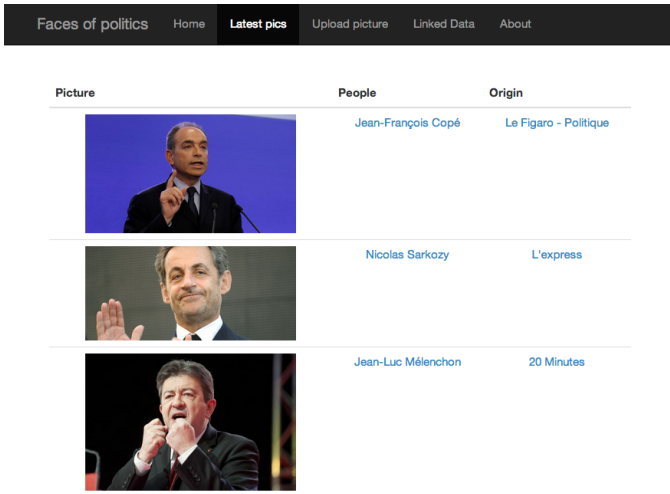 Faces of politics Home Latest pics Upload picture Linked Data About
Picture People Origin
Jean-François Copé Le Figaro - Politique
Nicolas Sarkozy L'express
Jean-Luc Mélenchon 20 Minutes